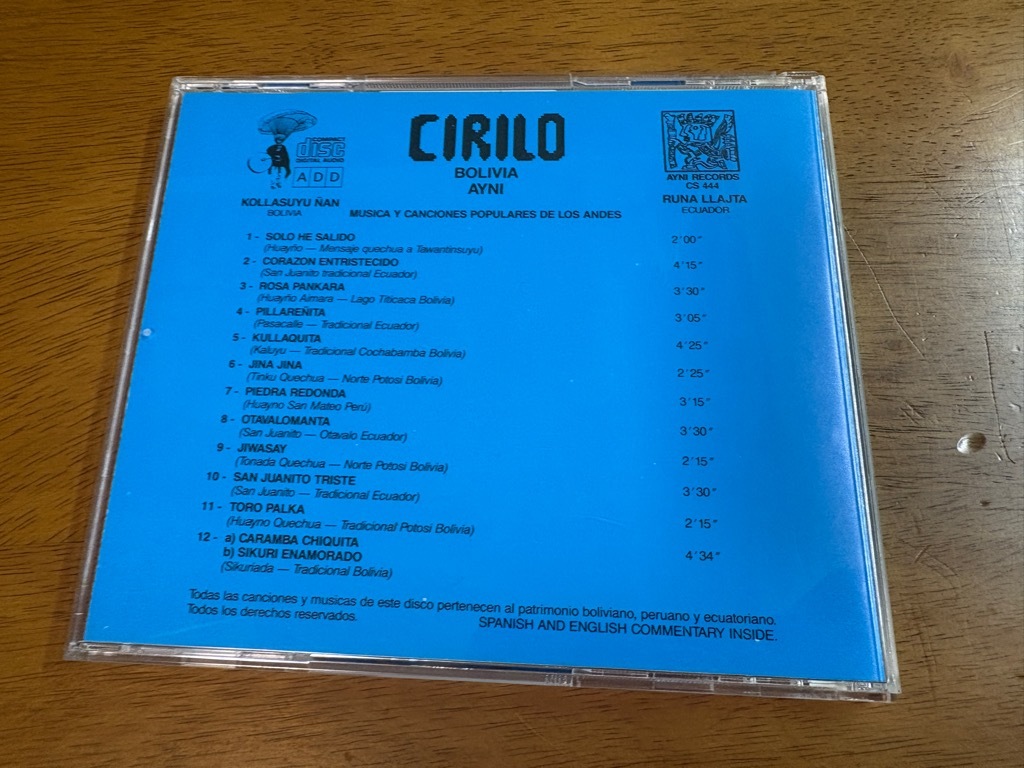 COMPACT
disc
DIGITAL AUDIO
ADD
KOLLASUYU ÑAN
BOLIVIA
CIRILO
BOLIVIA
AYNI
MUSICA Y CANCIONES POPULARES DE LOS ANDES
AYNI RECORDS
CS 444
RUNA LLAJTA
ECUADOR
1 - SOLO HE SALIDO 2'00"
(Huayño — Mensaje quechua a Tawantinsuyu)
2 - CORAZON ENTRISTECIDO 4'15"
(San Juanito tradicional Ecuador)
3 - ROSA PANKARA 3'30"
(Huayño Aimara — Lago Titicaca Bolivia)
4 - PILLAREÑITA 3'05"
(Pasacalle — Tradicional Ecuador)
5 - KULLAQUITA 4'25"
(Kaluyu — Tradicional Cochabamba Bolivia)
6 - JINA JINA 2'25"
(Tinku Quechua — Norte Potosi Bolivia)
7 - PIEDRA REDONDA 3'15"
(Huayno San Mateo Perú)
8 - OTAVALOMANTA 3'30"
(San Juanito — Otavalo Ecuador)
9 - JIWASAY 2'15"
(Tonada Quechua — Norte Potosi Bolivia)
10 - SAN JUANITO TRISTE 3'30"
(San Juanito — Tradicional Ecuador)
11 - TORO PALKA 2'15"
(Huayno Quechua — Tradicional Potosi Bolivia)
12 - a) CARAMBA CHIQUITA
b) SIKURI ENAMORADO 4'34"
(Sikuriada — Tradicional Bolivia)
Todas las canciones y musicas de este disco pertenecen al patrimonio boliviano, peruano y ecuatoriano.
Todos los derechos reservados.
SPANISH AND ENGLISH COMMENTARY INSIDE.